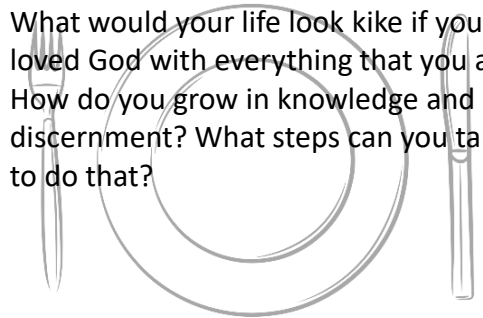 What would your life look kike if you
loved God with everything that you a
How do you grow in knowledge and
discernment? What steps can you ta
to do that?